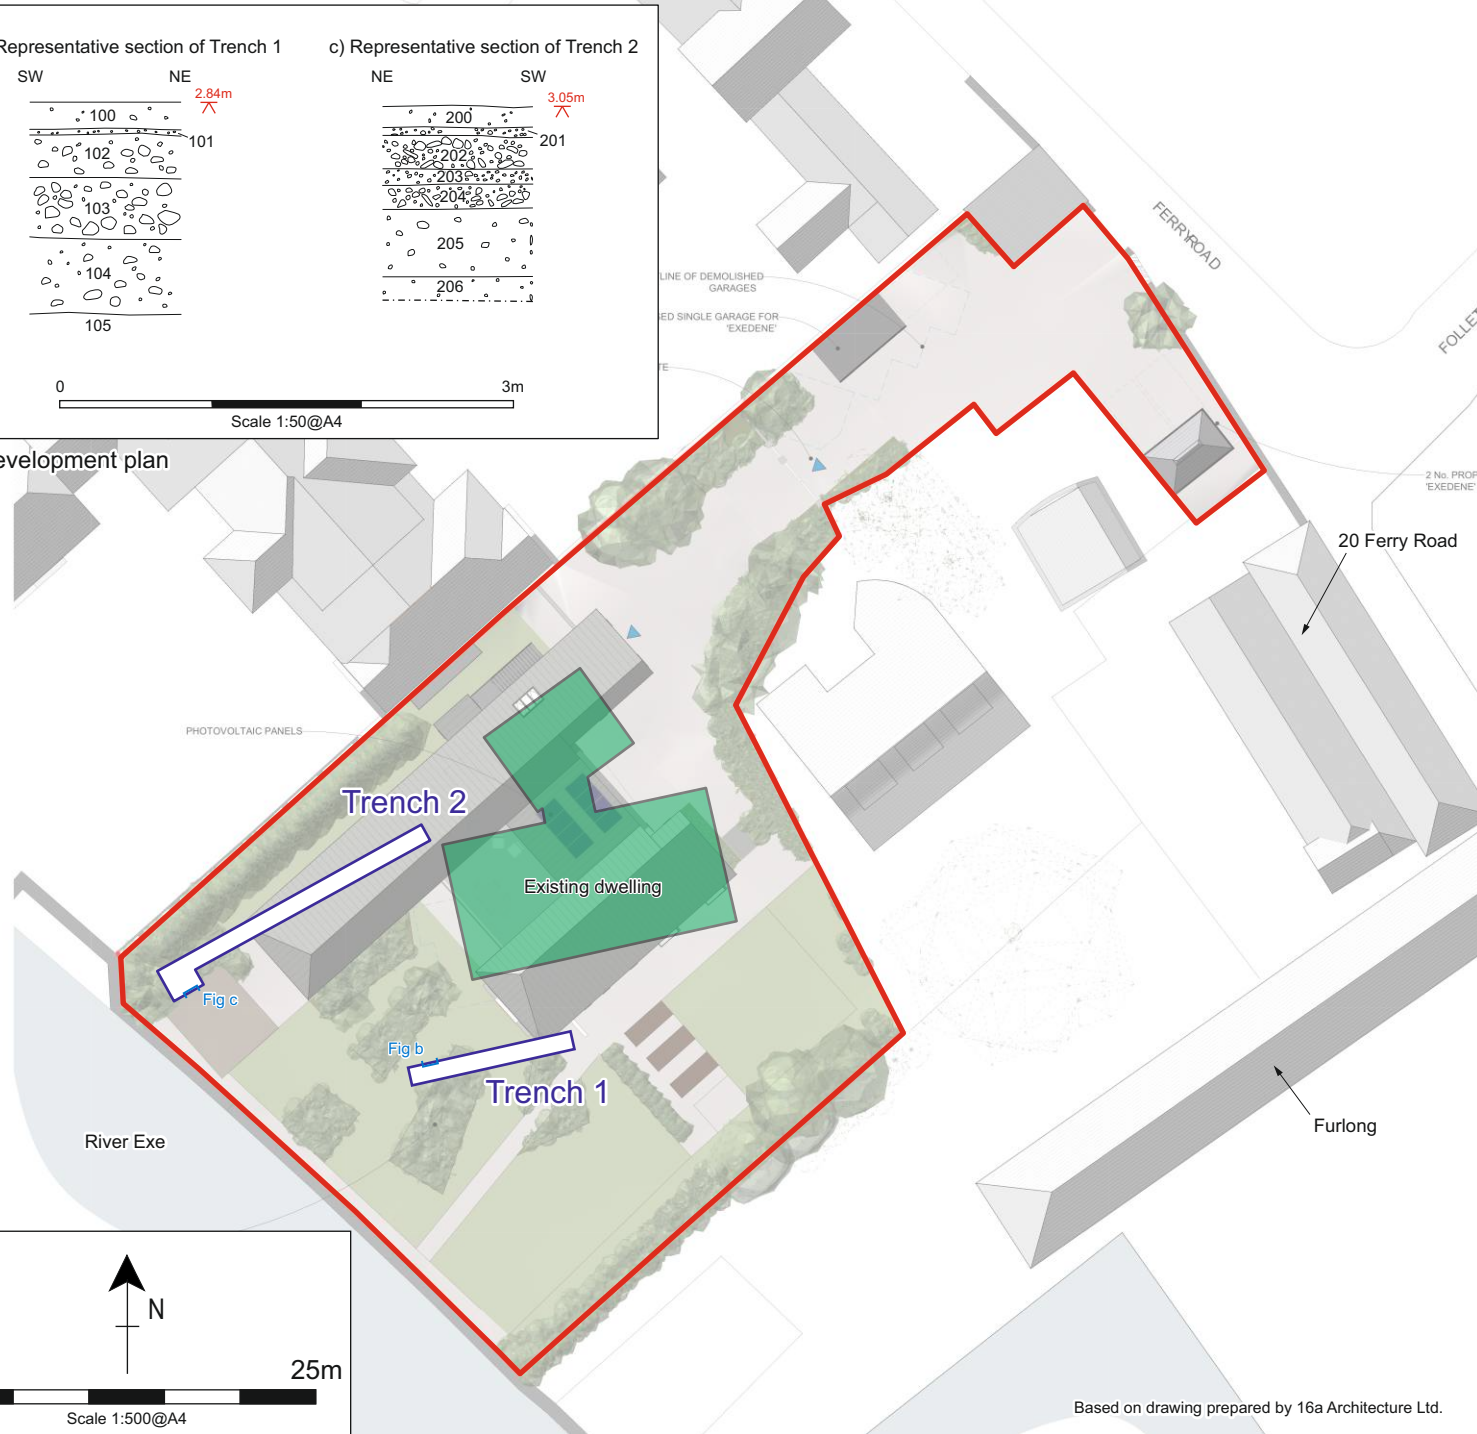 Representative section of Trench 1
c) Representative section of Trench 2
SW
NE
2.84m
NE
SW
3.05m
100
101
102
103
104
105
200
201
202
203
204
205
206
0
3m
Scale 1:50@A4
LINE OF DEMOLISHED
GARAGES
SINGLE GARAGE FOR
'EXEDENE'
FERRY ROAD
2 No.
'EXEDENE'
development plan
20 Ferry Road
PHOTOVOLTAIC PANELS
Trench 2
Existing dwelling
Fig c
Fig b
Trench 1
River Exe
Furlong
N
25m
Scale 1:500@A4
Based on drawing prepared by 16a Architecture Ltd.